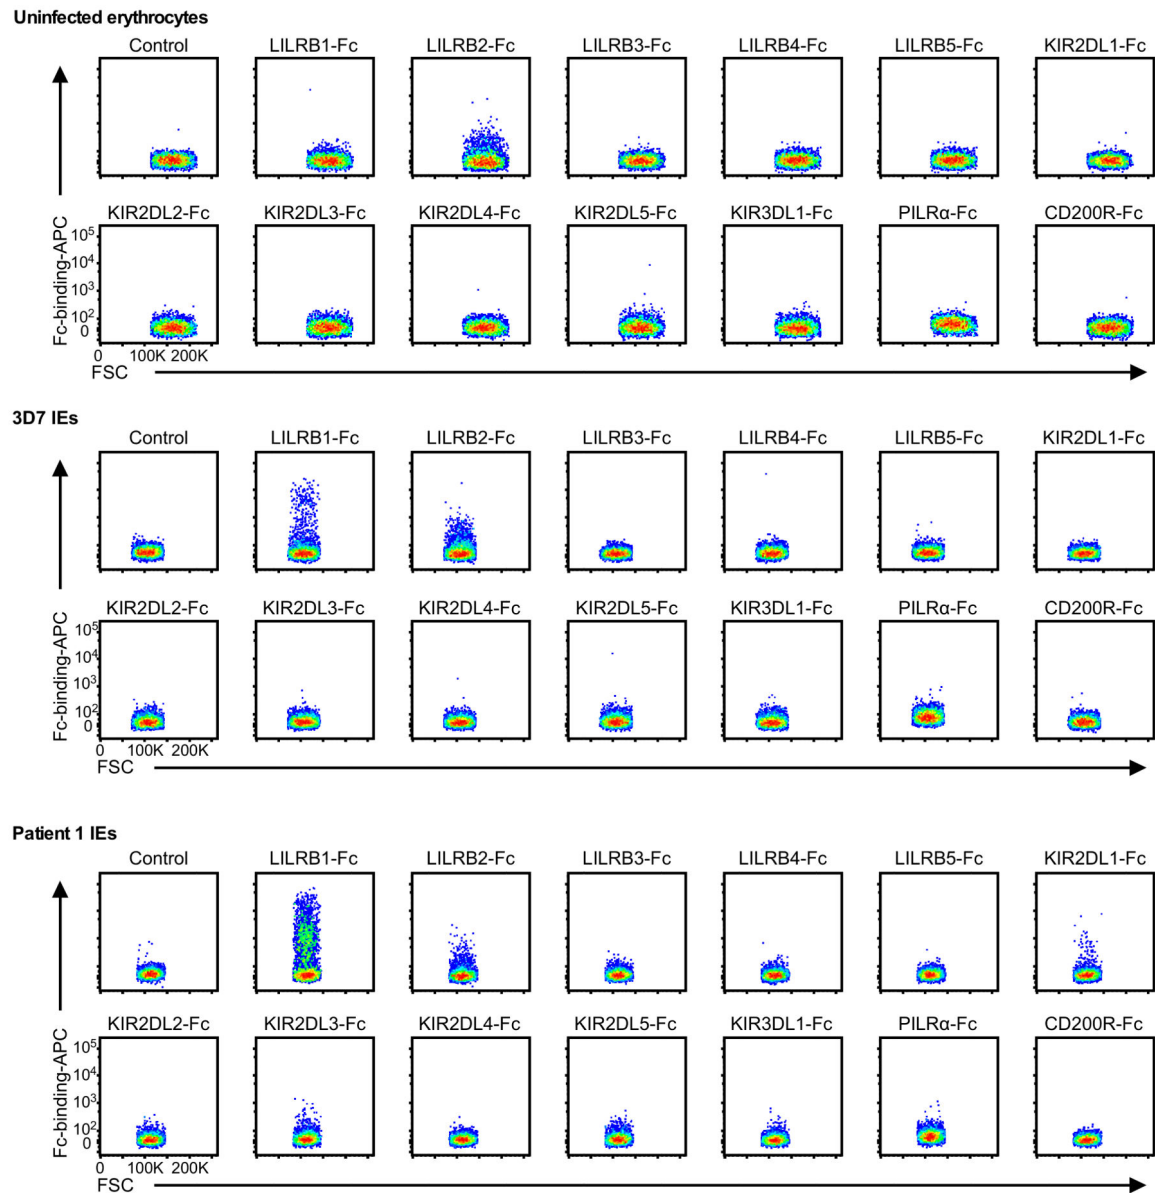 Uninfected erythrocytes
Control LILRB1-Fc LILRB2-Fc LILRB3-Fc LILRB4-Fc LILRB5-Fc KIR2DL1-Fc
KIR2DL2-Fc KIR2DL3-Fc KIR2DL4-Fc KIR2DL5-Fc KIR3DL1-Fc PILRα-Fc CD200R-Fc
Fc-binding-APC
10⁵
10⁴
10³
10²
0
0 100K 200K
FSC
3D7 IEs
Control LILRB1-Fc LILRB2-Fc LILRB3-Fc LILRB4-Fc LILRB5-Fc KIR2DL1-Fc
KIR2DL2-Fc KIR2DL3-Fc KIR2DL4-Fc KIR2DL5-Fc KIR3DL1-Fc PILRα-Fc CD200R-Fc
Fc-binding-APC
10⁵
10⁴
10³
10²
0
0 100K 200K
FSC
Patient 1 IEs
Control LILRB1-Fc LILRB2-Fc LILRB3-Fc LILRB4-Fc LILRB5-Fc KIR2DL1-Fc
KIR2DL2-Fc KIR2DL3-Fc KIR2DL4-Fc KIR2DL5-Fc KIR3DL1-Fc PILRα-Fc CD200R-Fc
Fc-binding-APC
10⁵
10⁴
10³
10²
0
0 100K 200K
FSC